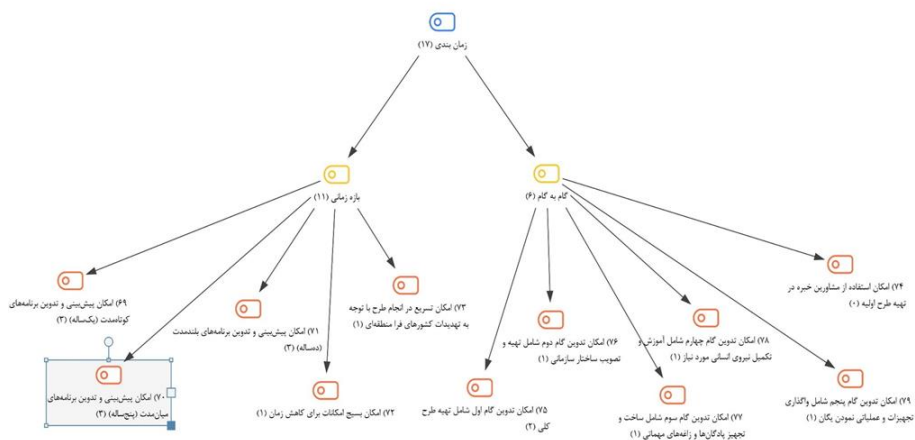 زمان بندی (۱۷)
بازه زمانی (۱۱)
گام به گام (۶)
۶۹) امکان پیش‌بینی و تدوین برنامه‌های
کوتاه‌مدت (یک‌ساله) (۳)
۷۰) امکان پیش‌بینی و تدوین برنامه‌های
میان‌مدت (پنج‌ساله) (۳)
۷۱) امکان پیش‌بینی و تدوین برنامه‌های بلندمدت
(ده‌ساله) (۳)
۷۲) امکان بسیج امکانات برای کاهش زمان (۱)
۷۳) امکان تسریع در انجام طرح با توجه
به تهدیدات کشورهای فرا منطقه‌ای (۱)
۷۴) امکان استفاده از مشاورین خبره در
تهیه طرح اولیه (۰)
۷۵) امکان تدوین گام اول شامل تهیه طرح
کلی (۲)
۷۶) امکان تدوین گام دوم شامل تهیه و
تصویب ساختار سازمانی (۱)
۷۷) امکان تدوین گام سوم شامل ساخت و
تجهیز پادگان‌ها و زاغه‌های مهماتی (۱)
۷۸) امکان تدوین گام چهارم شامل آموزش و
تکمیل نیروی انسانی مورد نیاز (۱)
۷۹) امکان تدوین گام پنجم شامل واگذاری
تجهیزات و عملیاتی نمودن یگان (۱)